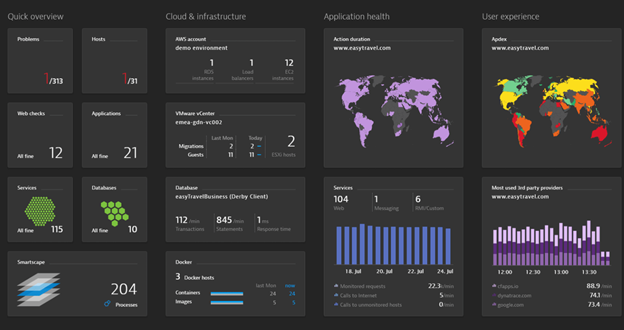 Quick overview
Problems
1/313
Hosts
1/31
Web checks
All fine 12
Applications
All fine 21
Services
All fine 115
Databases
All fine 10
Smartscape
204
Processes
Cloud & infrastructure
AWS account
demo environment
1 1 12
RDS Load EC2
instances balancers instances
VMware vCenter
emea-gdn-vc002
Last Mon Today
Migrations 2 2
Guests 11 11
2
ESXi hosts
Database
easyTravelBusiness (Derby Client)
112 /min 845 /min 1 ms
Transactions Statements Response time
Docker
3 Docker hosts
last Mon now
Containers 24 24
Images 5 5
Application health
Action duration
www.easytravel.com
Services
104 1 6
Web Messaging RMI/Custom
18. Jul 20. Jul 22. Jul 24. Jul
Monitored requests 22.3
Calls to Internet 5/min
Calls to unmonitored hosts 0/min
User experience
Apdex
www.easytravel.com
Most used 3rd party providers
www.easytravel.com
12:00 12:30 13:00 13:30
88.9 /min
dynatrace.com 74.1 /min
google.com 73.4 /min